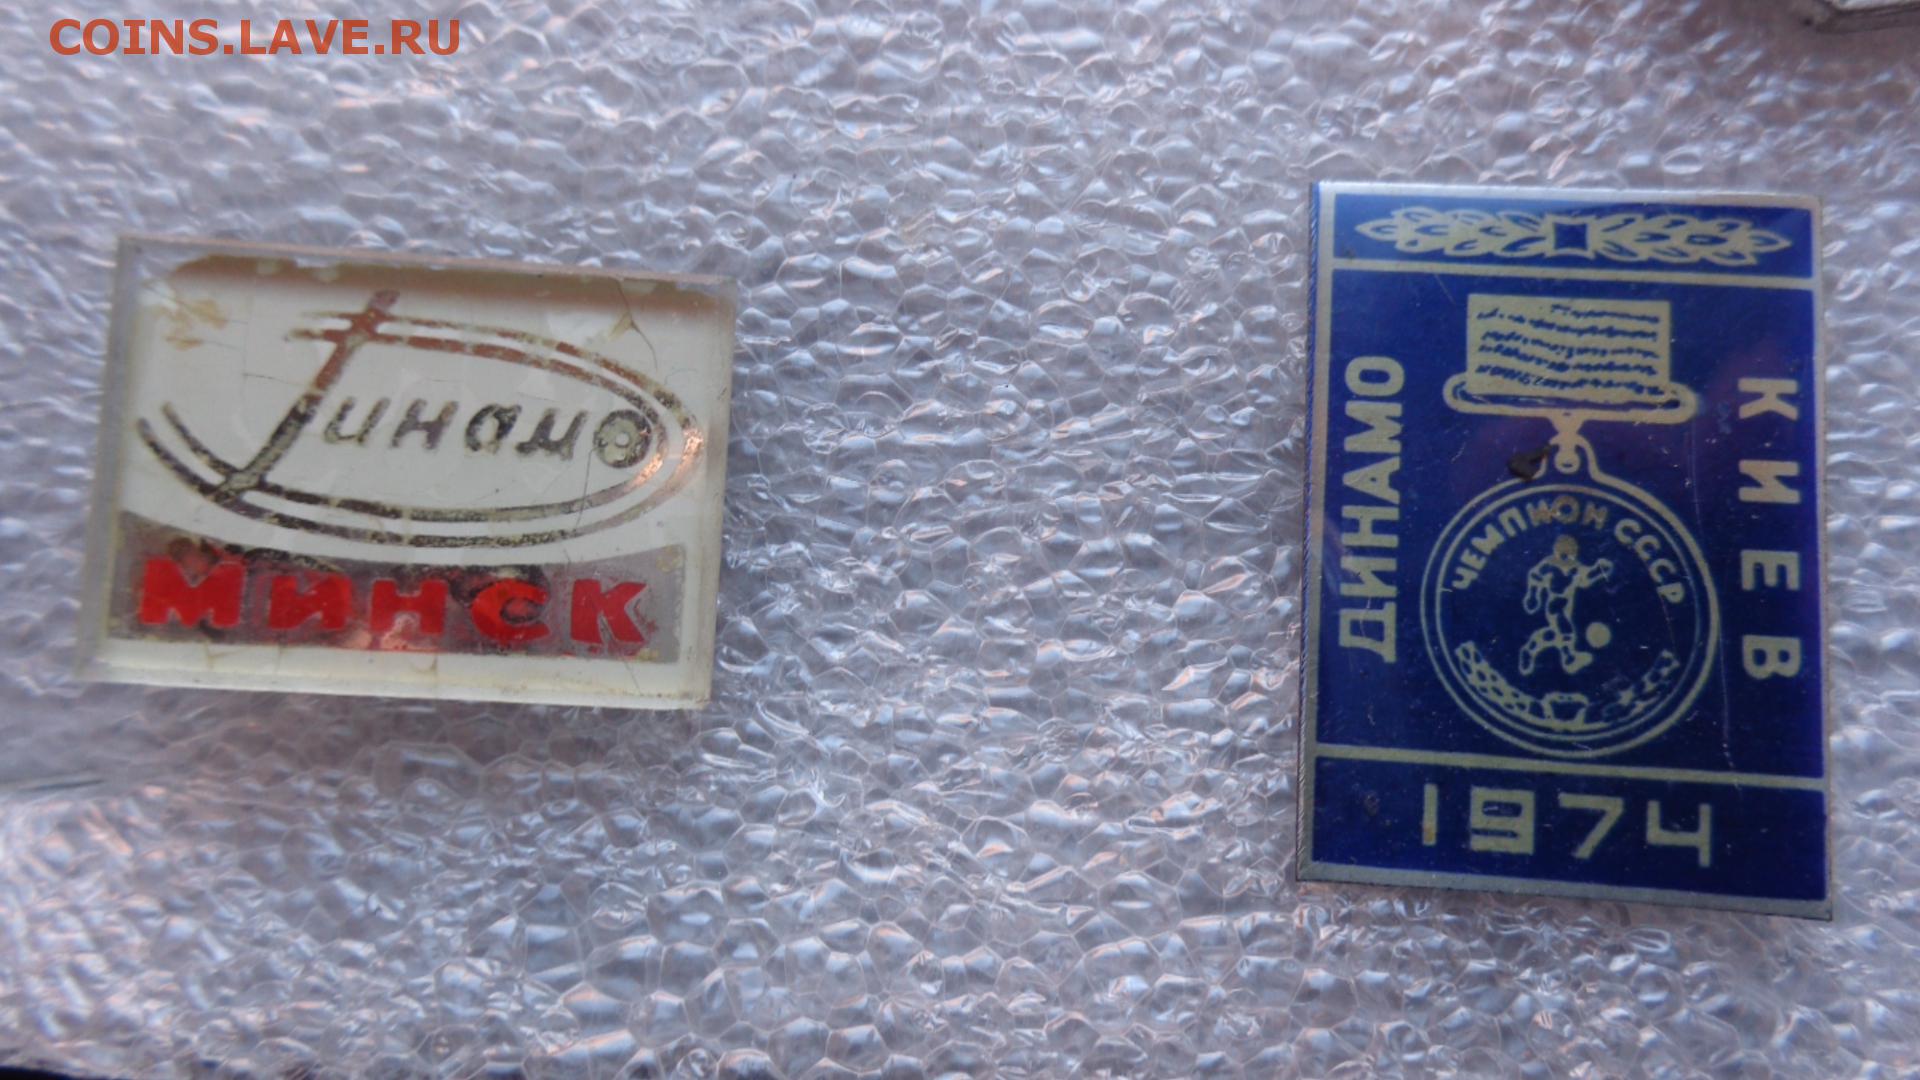 COINS.LAVE.RU
Динамо
МИНСК
ДИНАМО
КИЕВ
ЧЕМПИОН СССР
1974